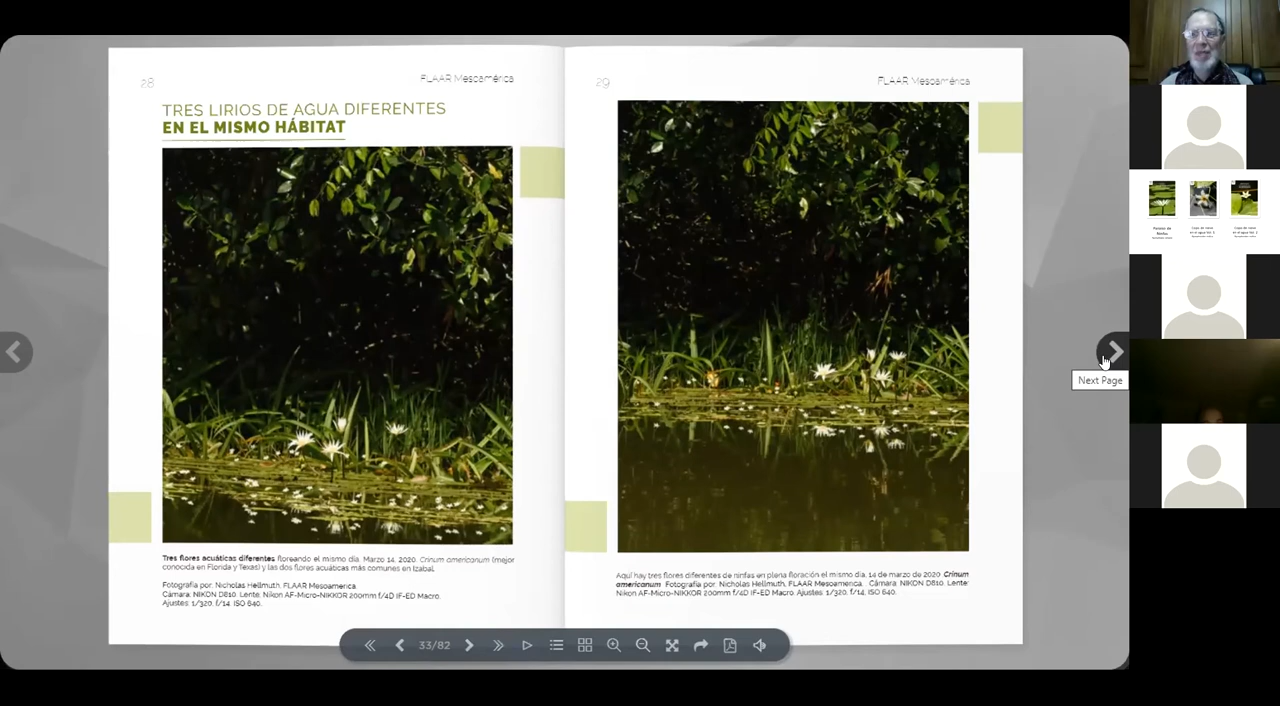 28
FLAAR Mesoamérica
TRES LIRIOS DE AGUA DIFERENTES
EN EL MISMO HÁBITAT
Tres flores acuáticas diferentes floreando el mismo día. Marzo 14, 2020. Crinum americanum (mejor
conocida en Florida y Texas) y las dos flores acuáticas más comunes en Izabal.
Fotografía por: Nicholas Hellmuth, FLAAR Mesoamerica.
Cámara: NIKON D810. Lente: Nikon AF-Micro-NIKKOR 200mm f/4D IF-ED Macro.
Ajustes: 1/320, f/14, ISO 640.
29
FLAAR Mesoamérica
Aquí hay tres flores diferentes de ninfas en plena floración el mismo día, 14 de marzo de 2020 Crinum
americanum. Fotografía por: Nicholas Hellmuth, FLAAR Mesoamerica. Cámara: NIKON D810. Lente:
Nikon AF-Micro-NIKKOR 200mm f/4D IF-ED Macro. Ajustes: 1/320, f/14, ISO 640.
Next Page
33/82